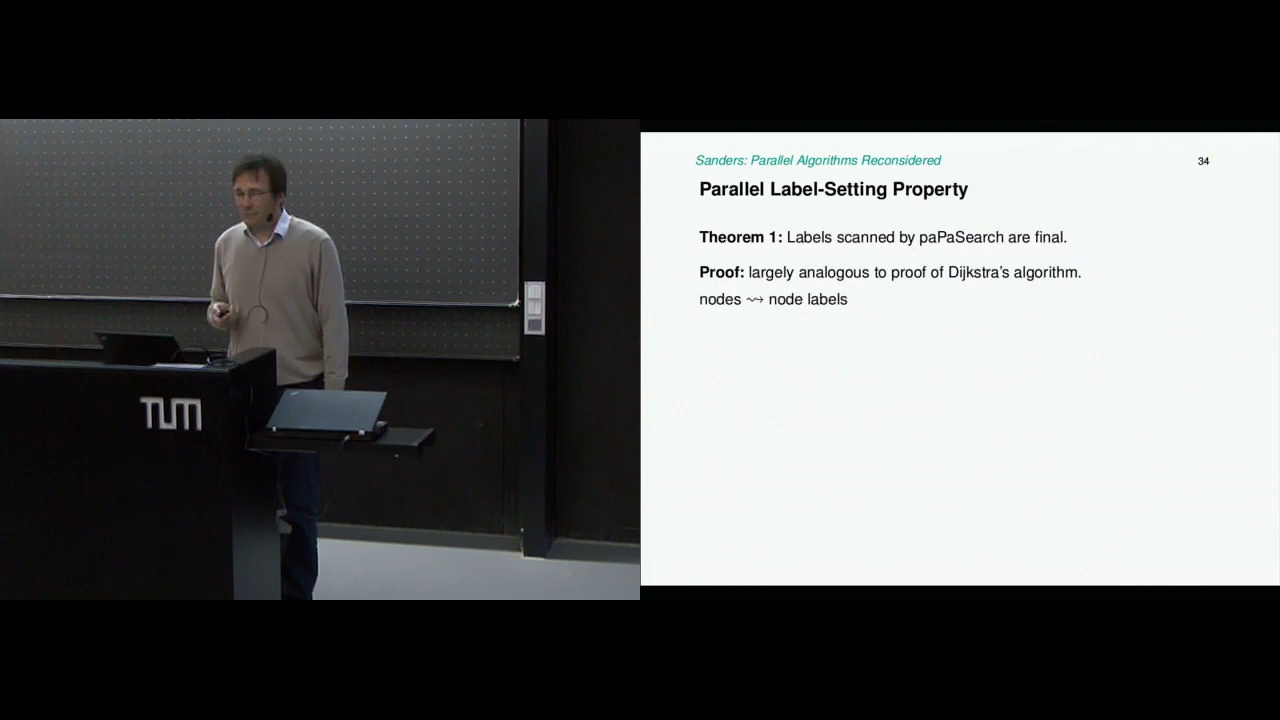 Sanders: Parallel Algorithms Reconsidered 34
Parallel Label-Setting Property
Theorem 1: Labels scanned by paPaSearch are final.
Proof: largely analogous to proof of Dijkstra's algorithm.
nodes ⇝ node labels
TUM